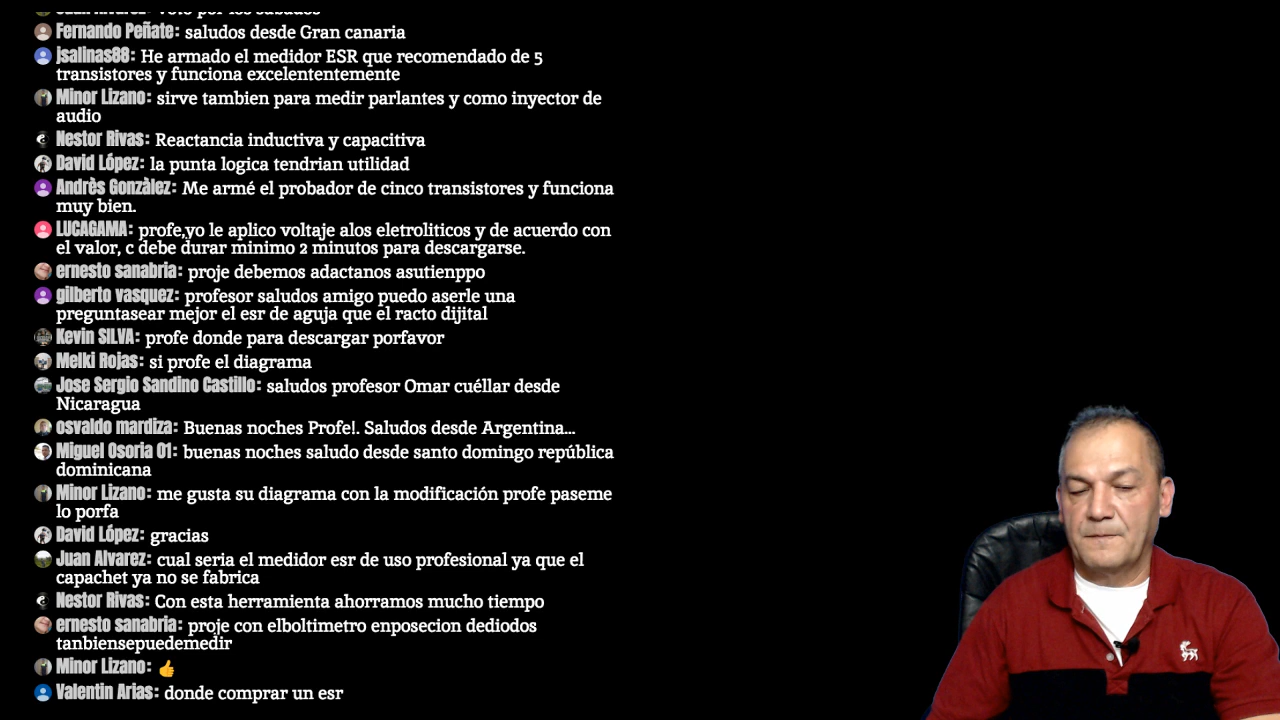 Fernando Peñate: saludos desde Gran canaria
jsalinas88: He armado el medidor ESR que recomendado de 5
transistores y funciona excelententemente
Minor Lizano: sirve tambien para medir parlantes y como inyector de
audio
Nestor Rivas: Reactancia inductiva y capacitiva
David López: la punta logica tendrian utilidad
Andrès Gonzàlez: Me armé el probador de cinco transistores y funciona
muy bien.
LUCAGAMA: profe,yo le aplico voltaje alos eletroliticos y de acuerdo con
el valor, c debe durar minimo 2 minutos para descargarse.
ernesto sanabria: proje debemos adactanos asutienppo
gilberto vasquez: profesor saludos amigo puedo aserle una
preguntasear mejor el esr de aguja que el racto dijital
Kevin SILVA: profe donde para descargar porfavor
Melki Rojas: si profe el diagrama
Jose Sergio Sandino Castillo: saludos profesor Omar cuéllar desde
Nicaragua
osvaldo mardiza: Buenas noches Profe!. Saludos desde Argentina...
Miguel Osoria 01: buenas noches saludo desde santo domingo república
dominicana
Minor Lizano: me gusta su diagrama con la modificación profe paseme
lo porfa
David López: gracias
Juan Alvarez: cual seria el medidor esr de uso profesional ya que el
capachet ya no se fabrica
Nestor Rivas: Con esta herramienta ahorramos mucho tiempo
ernesto sanabria: proje con elboltimetro enposecion dediodos
tanbiensepuedemedir
Minor Lizano: 👍
Valentin Arias: donde comprar un esr